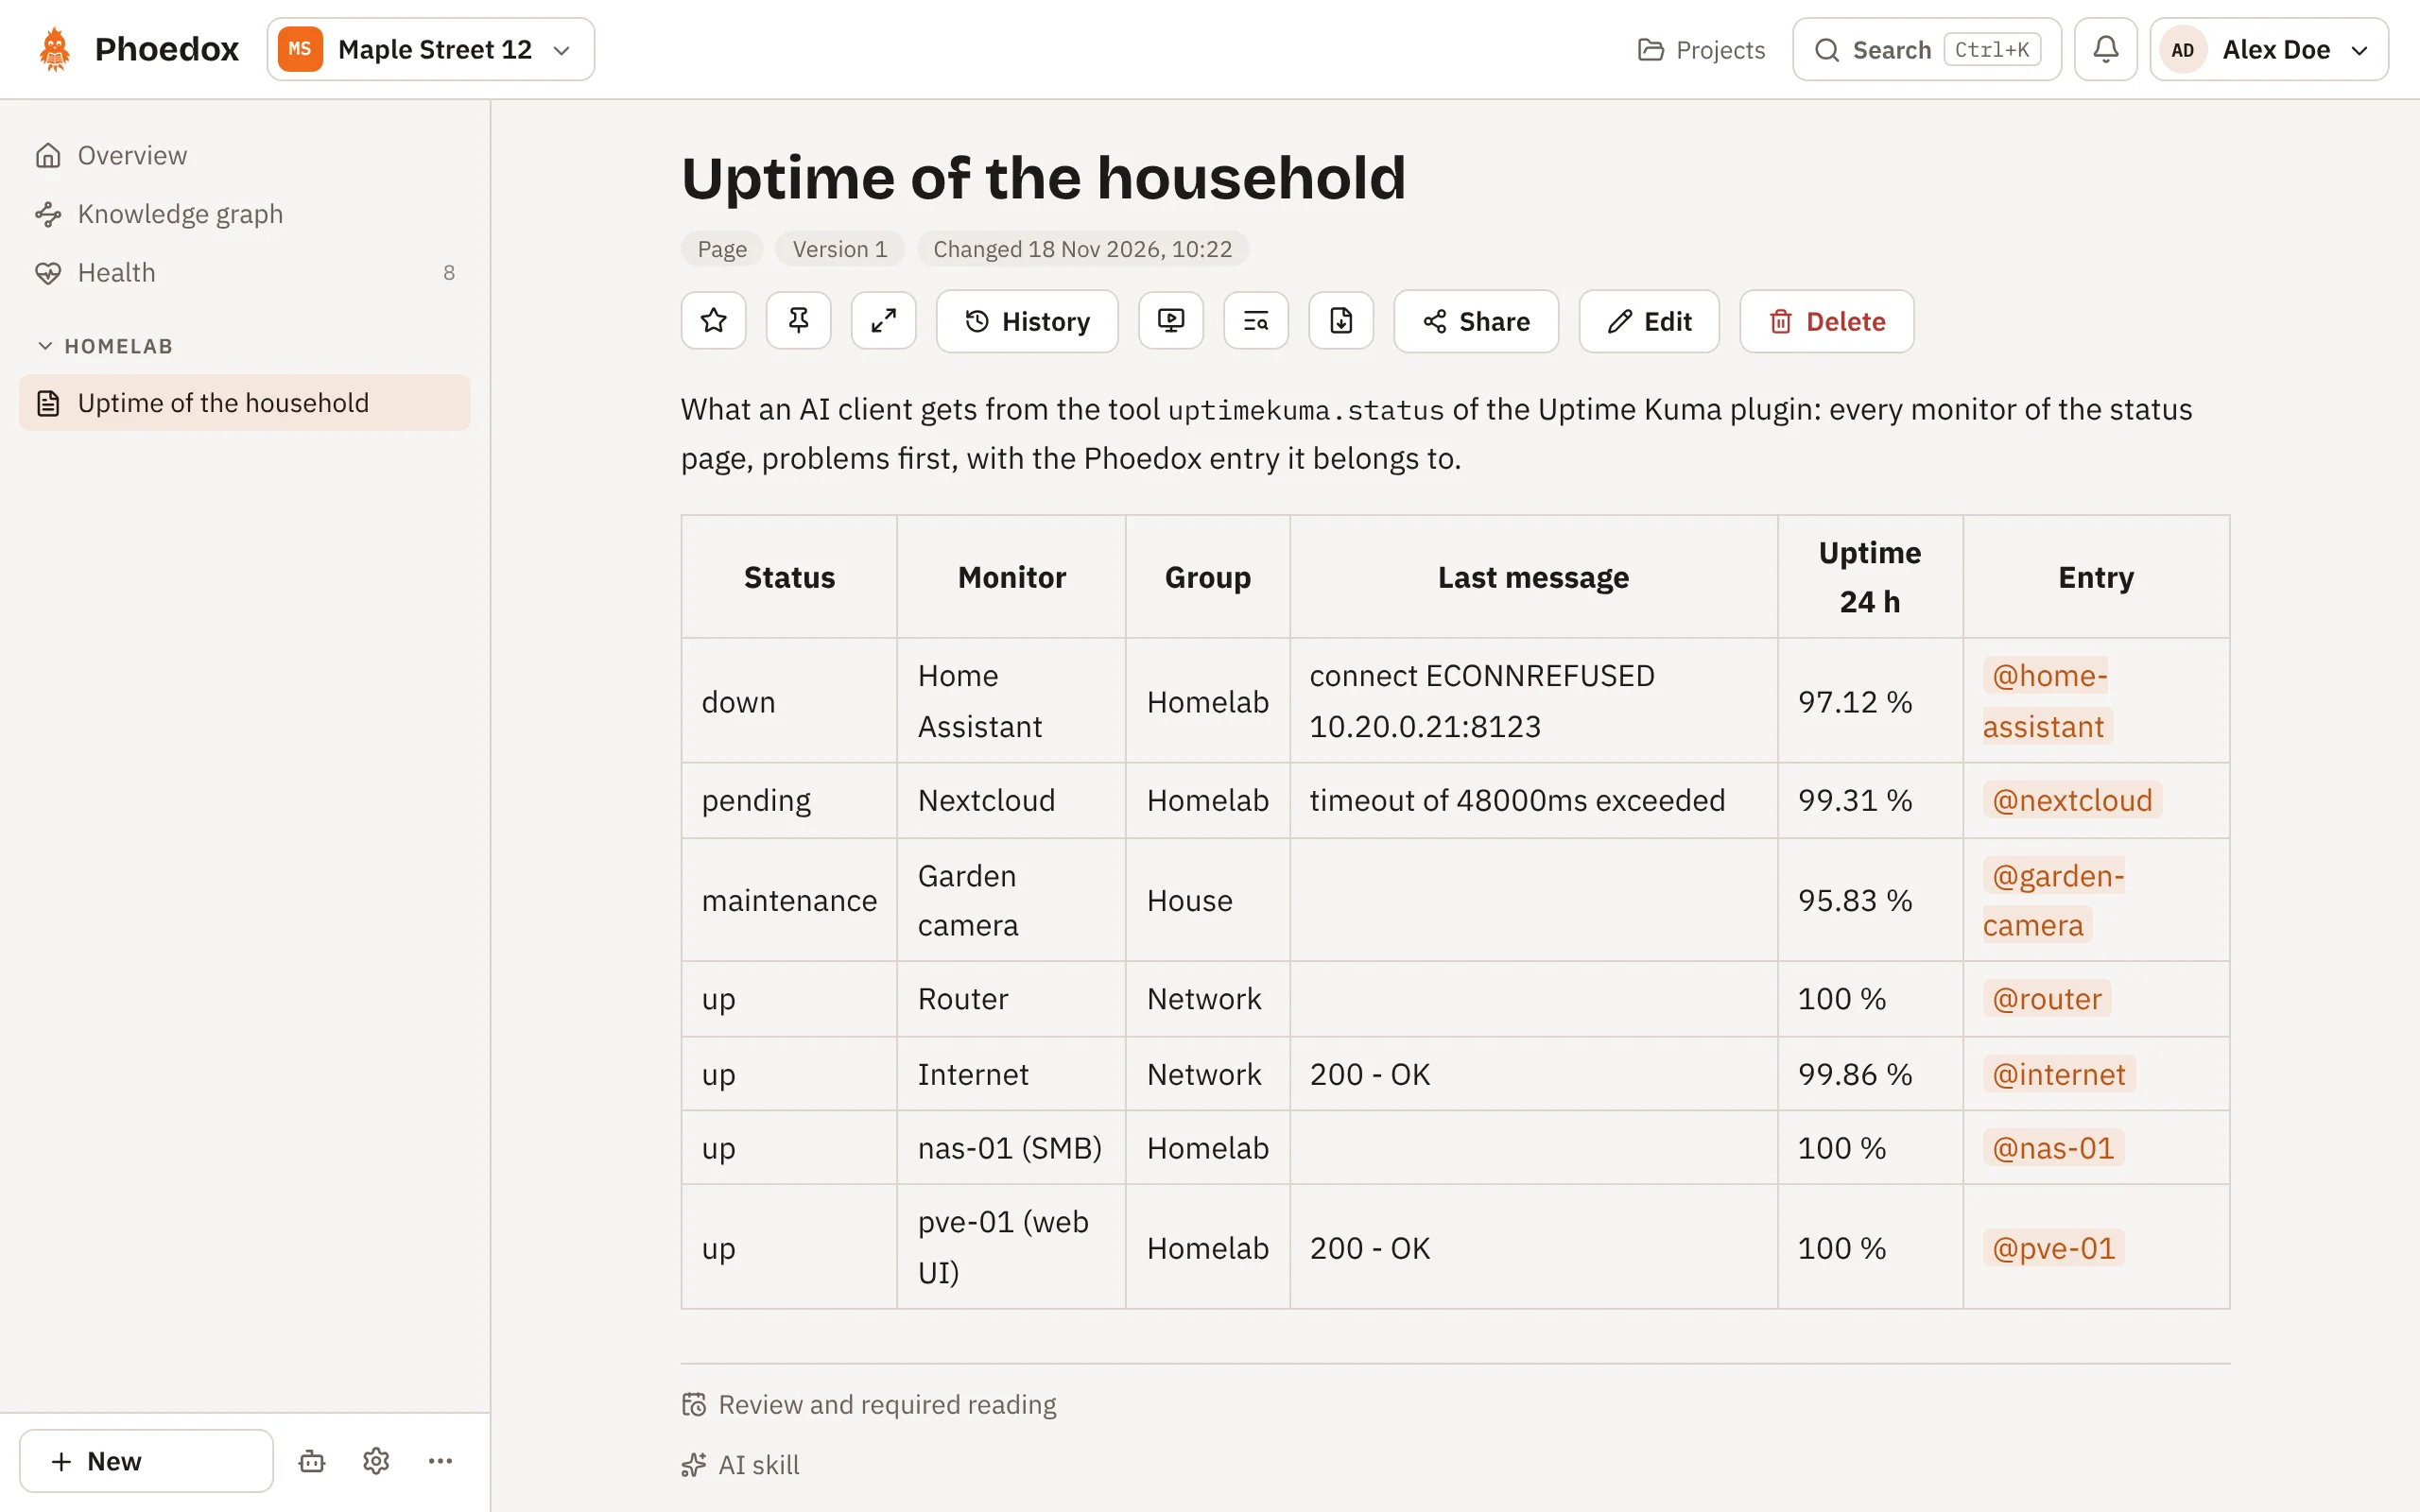 Phoedox
MS Maple Street 12
Projects
Search Ctrl+K
AD Alex Doe
Overview
Knowledge graph
Health 8
HOMELAB
Uptime of the household
Uptime of the household
Page Version 1 Changed 18 Nov 2026, 10:22
History Share Edit Delete
What an AI client gets from the tool uptimekuma.status of the Uptime Kuma plugin: every monitor of the status
page, problems first, with the Phoedox entry it belongs to.
Status Monitor Group Last message Uptime 24 h Entry
down Home Assistant Homelab connect ECONNREFUSED 10.20.0.21:8123 97.12 % @home-assistant
pending Nextcloud Homelab timeout of 48000ms exceeded 99.31 % @nextcloud
maintenance Garden camera House 95.83 % @garden-camera
up Router Network 100 % @router
up Internet Network 200 - OK 99.86 % @internet
up nas-01 (SMB) Homelab 100 % @nas-01
up pve-01 (web UI) Homelab 200 - OK 100 % @pve-01
Review and required reading
AI skill
New